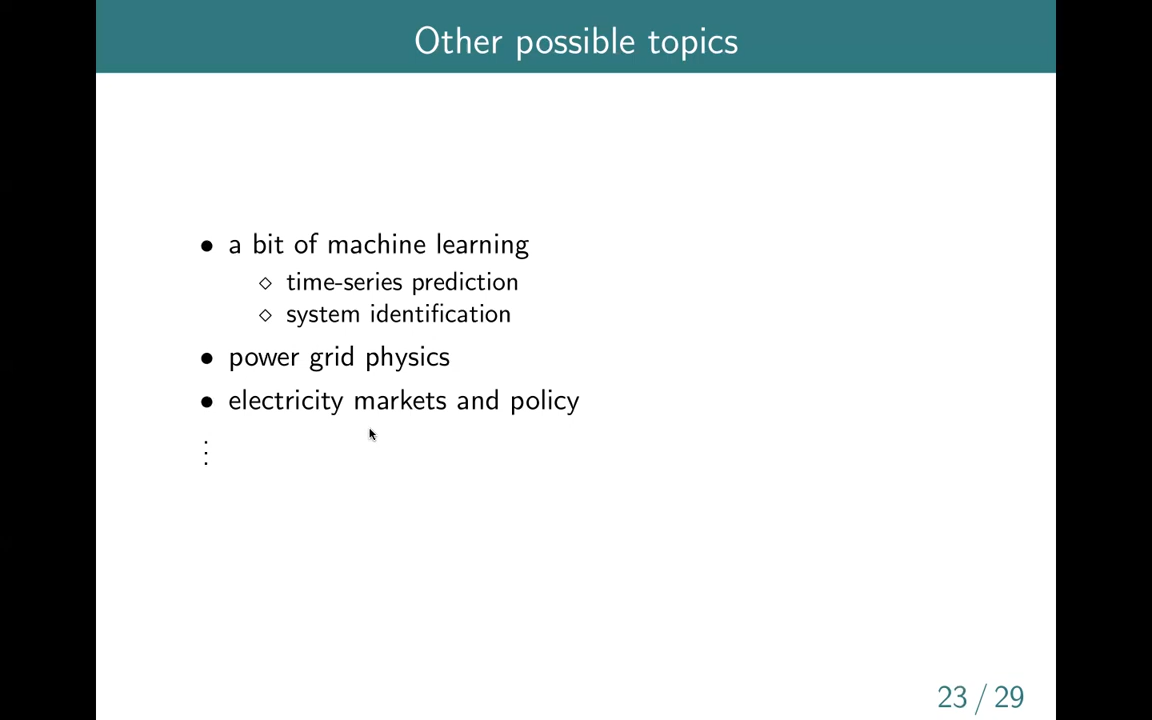 Other possible topics
• a bit of machine learning
⋄ time-series prediction
⋄ system identification
• power grid physics
• electricity markets and policy
⋮
23 / 29